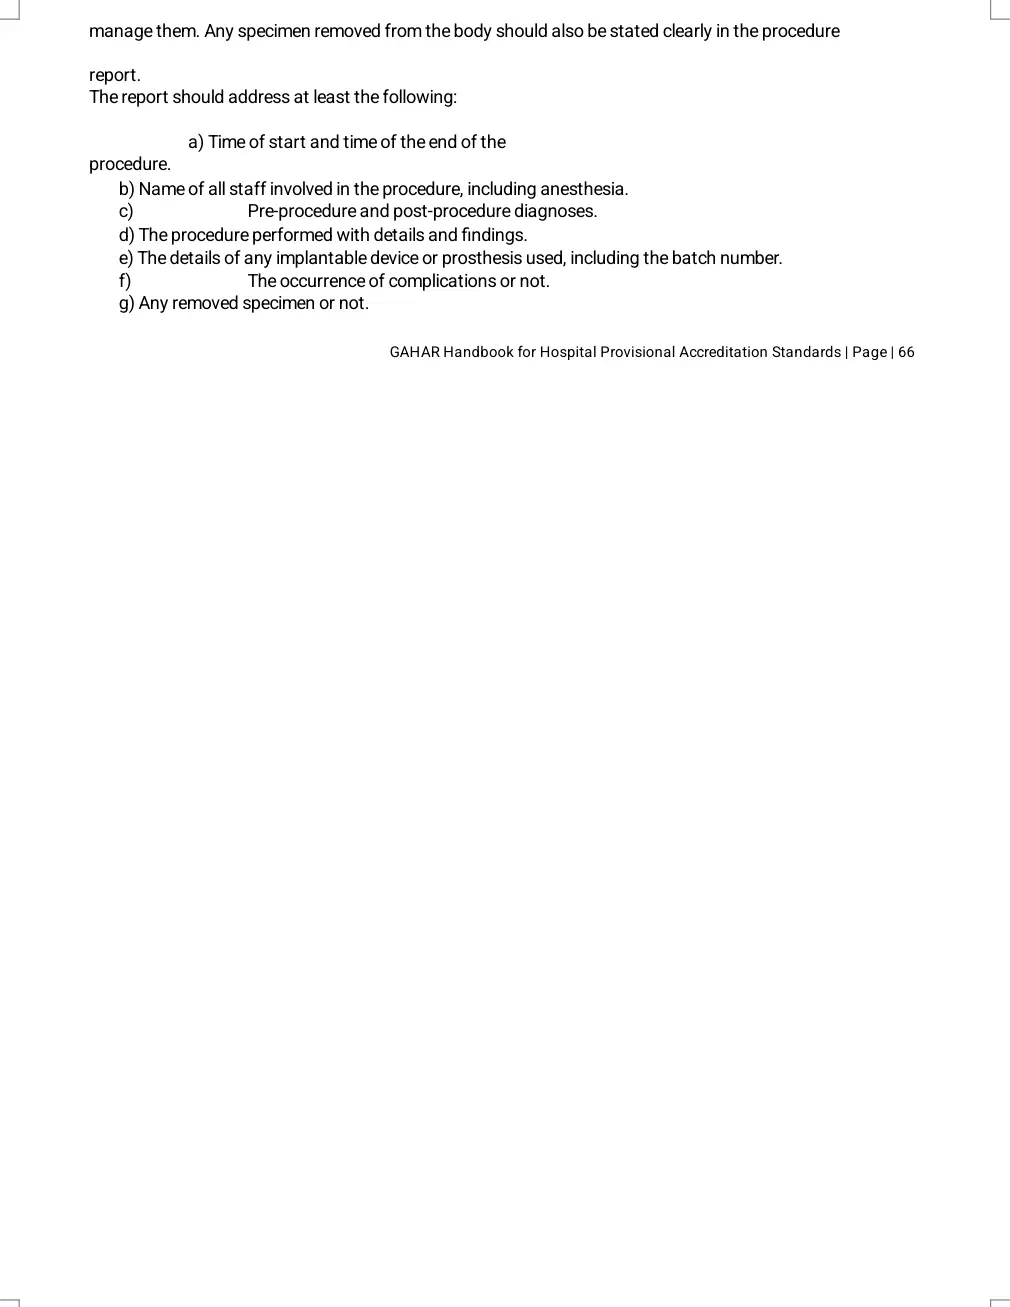 manage them. Any specimen removed from the body should also be stated clearly in the procedure
report.
The report should address at least the following:
a) Time of start and time of the end of the
procedure.
b) Name of all staff involved in the procedure, including anesthesia.
c) Pre-procedure and post-procedure diagnoses.
d) The procedure performed with details and findings.
e) The details of any implantable device or prosthesis used, including the batch number.
f) The occurrence of complications or not.
g) Any removed specimen or not.
GAHAR Handbook for Hospital Provisional Accreditation Standards | Page | 66